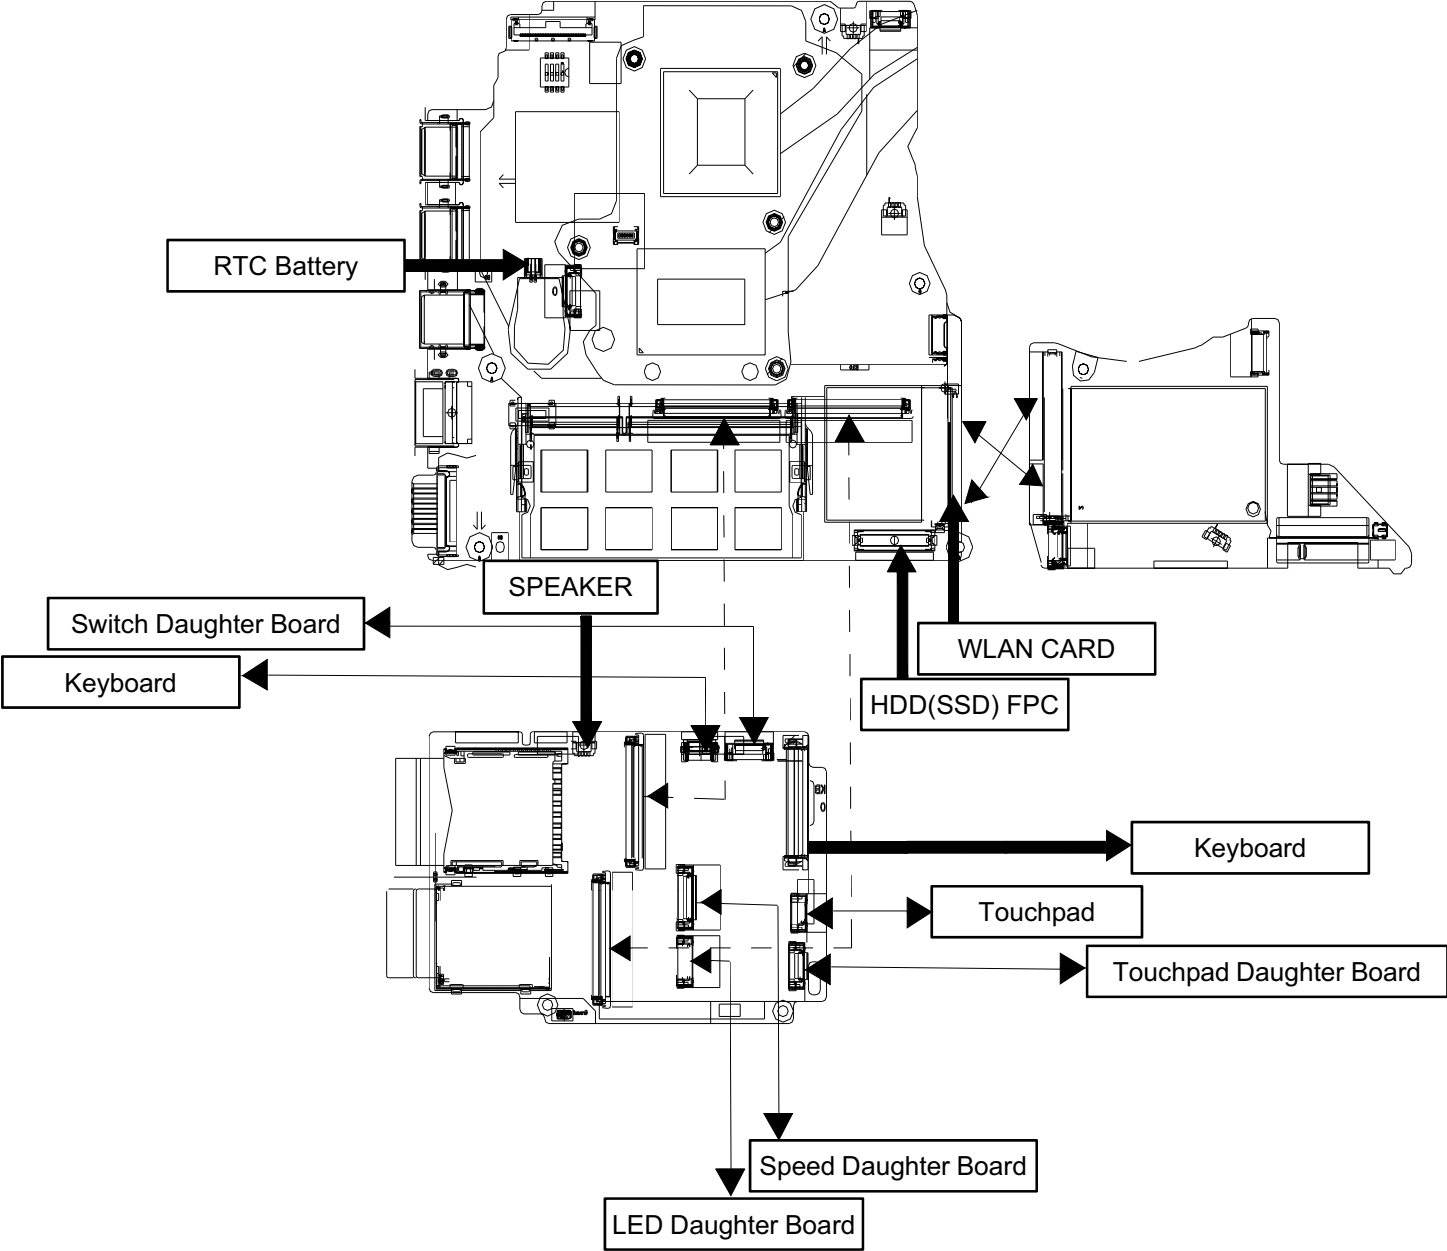 RTC Battery
SPEAKER
Switch Daughter Board
WLAN CARD
Keyboard
HDD(SSD) FPC
KB
Keyboard
Touchpad
Touchpad Daughter Board
Speed Daughter Board
LED Daughter Board